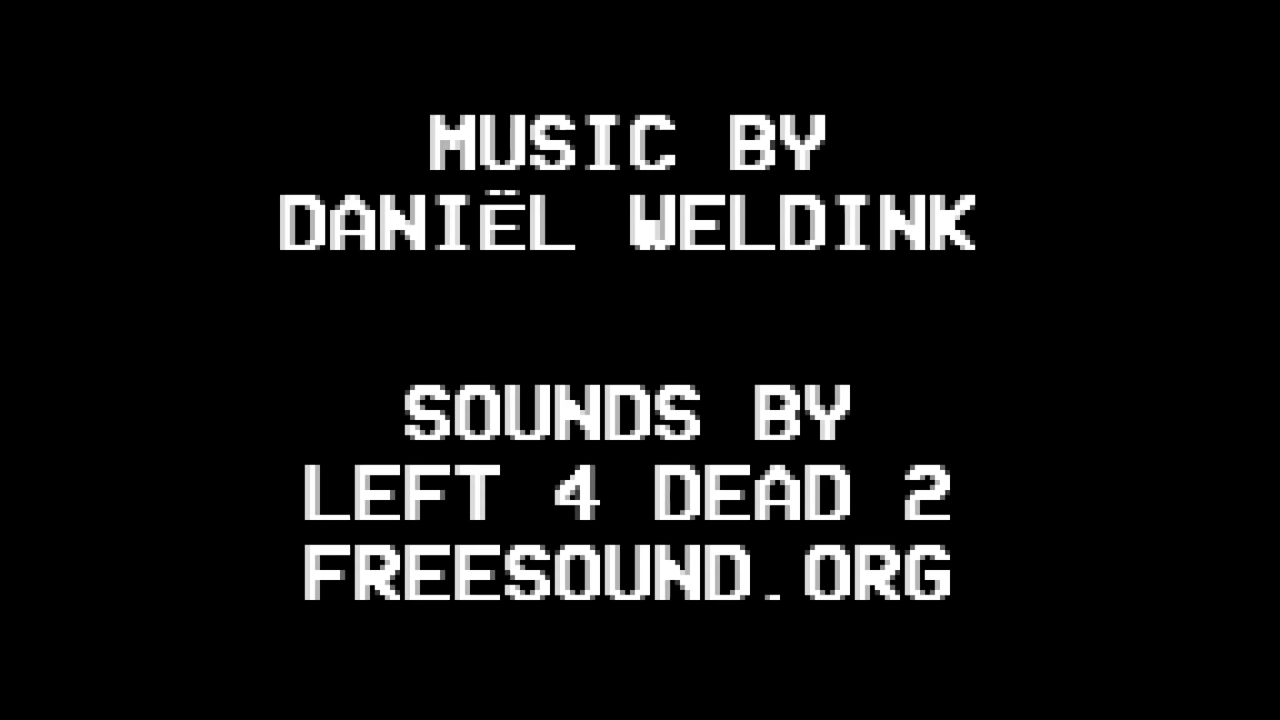 MUSIC BY
DANIËL WELDINK
SOUNDS BY
LEFT 4 DEAD 2
FREESOUND.ORG